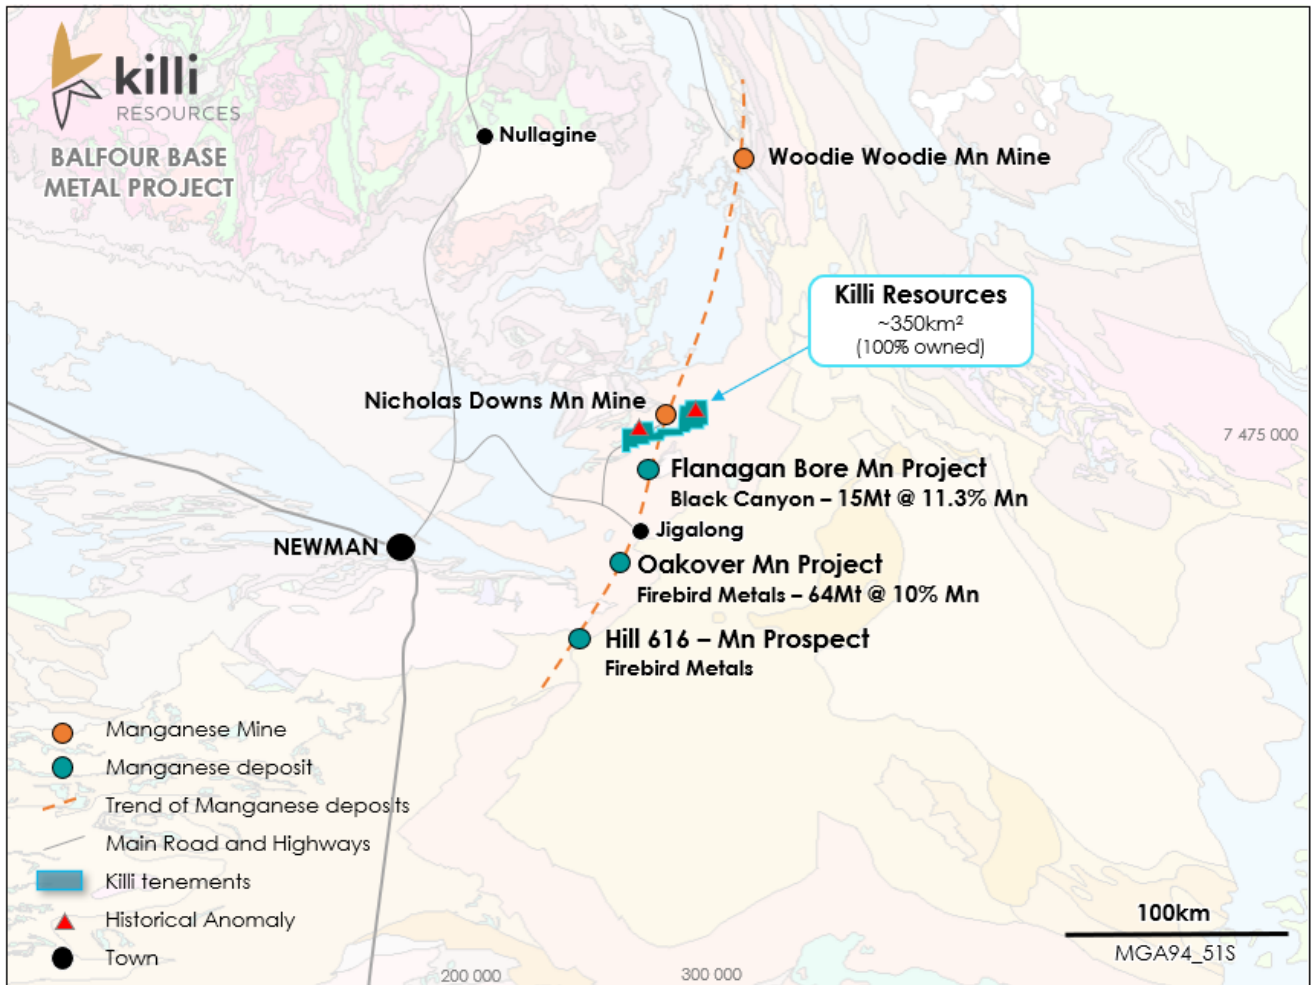 killi
RESOURCES
BALFOUR BASE
METAL PROJECT
Nullagine
Woodie Woodie Mn Mine
Killi Resources
~350km²
(100% owned)
Nicholas Downs Mn Mine
7 475 000
Flanagan Bore Mn Project
Black Canyon – 15Mt @ 11.3% Mn
Jigalong
NEWMAN
Oakover Mn Project
Firebird Metals – 64Mt @ 10% Mn
Hill 616 – Mn Prospect
Firebird Metals
Manganese Mine
Manganese deposit
Trend of Manganese deposits
Main Road and Highways
Killi tenements
Historical Anomaly
Town
100km
MGA94_51S
200 000
300 000